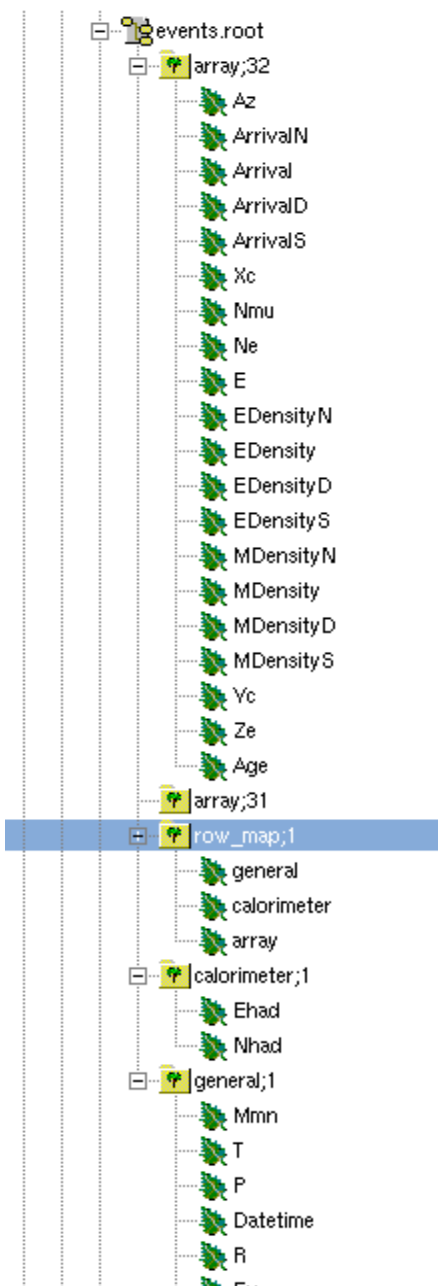 events.root
array;32
Az
ArrivalN
Arrival
ArrivalD
ArrivalS
Xc
Nmu
Ne
E
EDensityN
EDensity
EDensityD
EDensityS
MDensityN
MDensity
MDensityD
MDensityS
Yc
Ze
Age
array;31
row_map;1
general
calorimeter
array
calorimeter;1
Ehad
Nhad
general;1
Mmn
T
P
Datetime
R